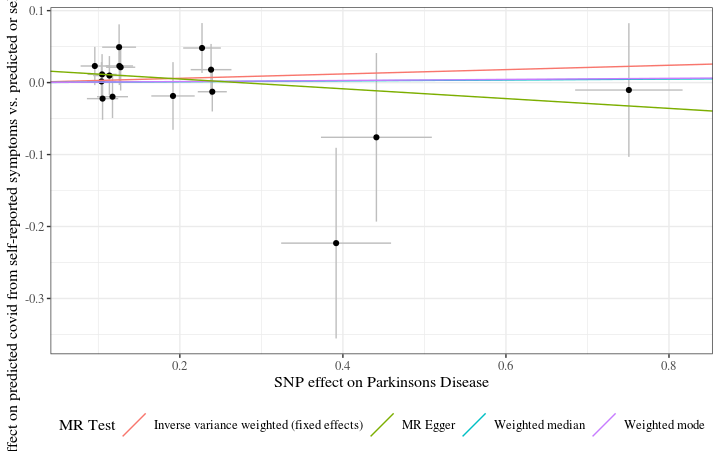 ffect on predicted covid from self-reported symptoms vs. predicted or se
0.1
0.0
-0.1
-0.2
-0.3
0.2
0.4
0.6
0.8
SNP effect on Parkinsons Disease
MR Test
Inverse variance weighted (fixed effects)
MR Egger
Weighted median
Weighted mode